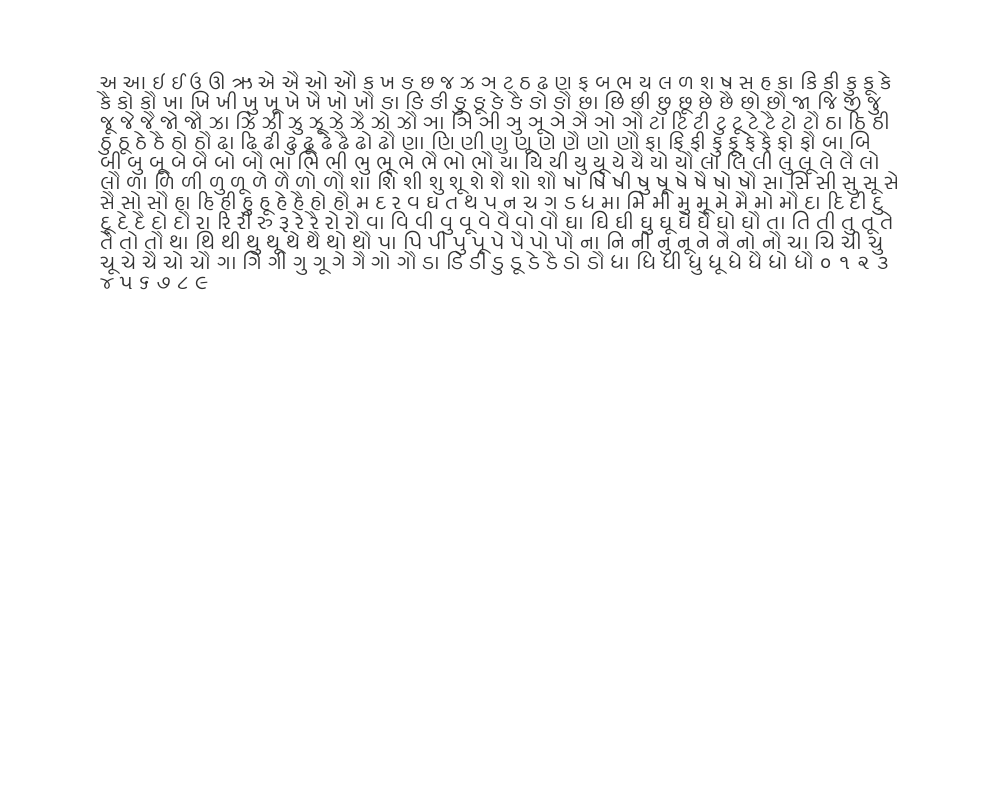 અ આ ઇ ઈ ઉ ઊ ઋ એ ઐ ઓ ઔ ક ખ ઙ છ જ ઝ ઞ ટ ઠ ઢ ણ ફ બ ભ ય લ ળ શ ષ સ હ કા કિ કી કુ કૂ કે
કૈ કો કૌ ખા ખિ ખી ખુ ખૂ ખે ખૈ ખો ખૌ ઙા ઙિ ઙી ઙુ ઙૂ ઙે ઙૈ ઙો ઙૌ છા છિ છી છુ છૂ છે છૈ છો છૌ જા જિ જી જુ
જૂ જે જૈ જો જૌ ઝા ઝિ ઝી ઝુ ઝૂ ઝે ઝૈ ઝો ઝૌ ઞા ઞિ ઞી ઞુ ઞૂ ઞે ઞૈ ઞો ઞૌ ટા ટિ ટી ટુ ટૂ ટે ટૈ ટો ટૌ ઠા ઠિ ઠી
ઠુ ઠૂ ઠે ઠૈ ઠો ઠૌ ઢા ઢિ ઢી ઢુ ઢૂ ઢે ઢૈ ઢો ઢૌ ણા ણિ ણી ણુ ણૂ ણે ણૈ ણો ણૌ ફા ફિ ફી ફુ ફૂ ફે ફૈ ફો ફૌ બા બિ
બી બુ બૂ બે બૈ બો બૌ ભા ભિ ભી ભુ ભૂ ભે ભૈ ભો ભૌ યા યિ યી યુ યૂ યે યૈ યો યૌ લા લિ લી લુ લૂ લે લૈ લો
લૌ ળા ળિ ળી ળુ ળૂ ળે ળૈ ળો ળૌ શા શિ શી શુ શૂ શે શૈ શો શૌ ષા ષિ ષી ષુ ષૂ ષે ષૈ ષો ષૌ સા સિ સી સુ સૂ સે
સૈ સો સૌ હા હિ હી હુ હૂ હે હૈ હો હૌ મ દ ર વ ઘ ત થ પ ન ચ ગ ડ ધ મા મિ મી મુ મૂ મે મૈ મો મૌ દા દિ દી દુ
દૂ દે દૈ દો દૌ રા રિ રી રુ રૂ રે રૈ રો રૌ વા વિ વી વુ વૂ વે વૈ વો વૌ ઘા ઘિ ઘી ઘુ ઘૂ ઘે ઘૈ ઘો ઘૌ તા તિ તી તુ તૂ તે
તૈ તો તૌ થા થિ થી થુ થૂ થે થૈ થો થૌ પા પિ પી પુ પૂ પે પૈ પો પૌ ના નિ ની નુ નૂ ને નૈ નો નૌ ચા ચિ ચી ચુ
ચૂ ચે ચૈ ચો ચૌ ગા ગિ ગી ગુ ગૂ ગે ગૈ ગો ગૌ ડા ડિ ડી ડુ ડૂ ડે ડૈ ડો ડૌ ધા ધિ ધી ધુ ધૂ ધે ધૈ ધો ધૌ ૦ ૧ ૨ ૩
૪ ૫ ૬ ૭ ૮ ૯